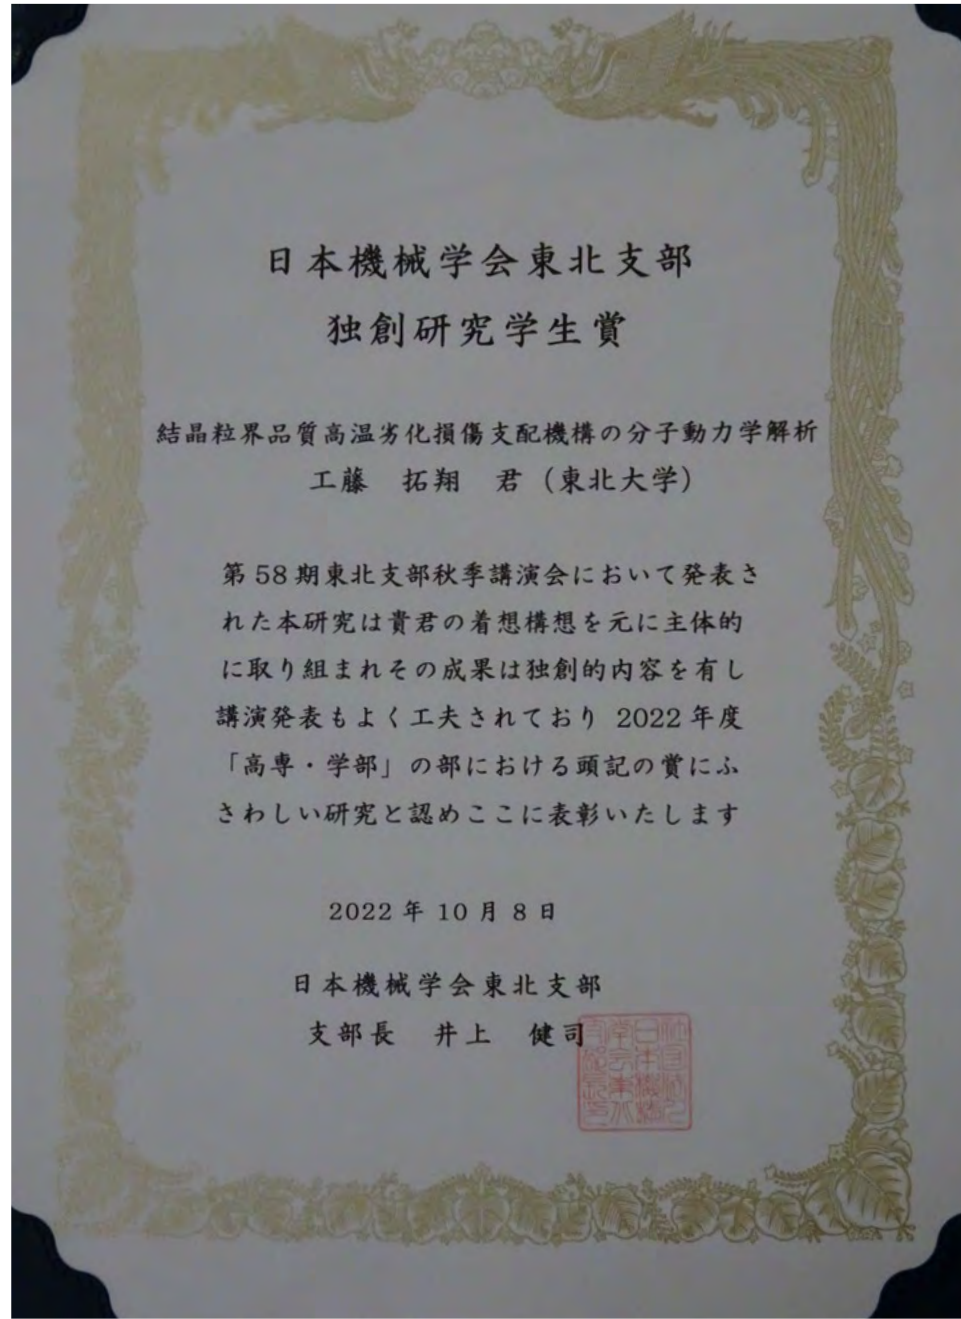 日本機械学会東北支部
独創研究学生賞
結晶粒界品質高温劣化損傷支配機構の分子動力学解析
工藤 拓翔 君（東北大学）
第58期東北支部秋季講演会において発表さ
れた本研究は貴君の着想構想を元に主体的
に取り組まれその成果は独創的内容を有し
講演発表もよく工夫されており 2022年度
「高専・学部」の部における頭記の賞にふ
さわしい研究と認めここに表彰いたします
2022年10月8日
日本機械学会東北支部
支部長 井上 健司